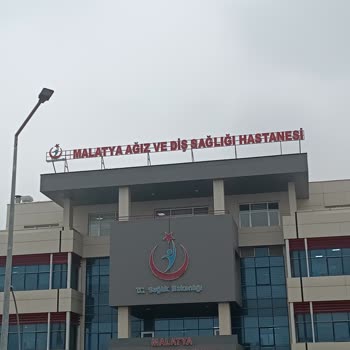 MALATYA AĞIZ VE DİŞ SAĞLIĞI HASTANESİ
T.C. Sağlık Bakanlığı
MALATYA